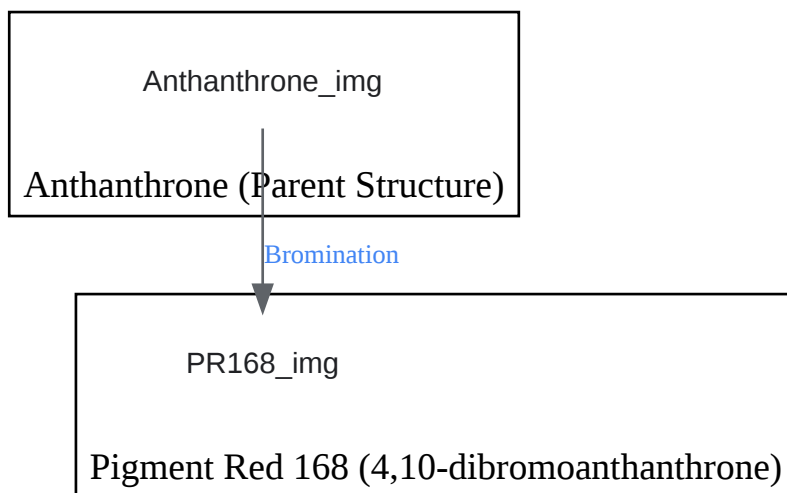 Anthanthrone_img
Anthanthrone (Parent Structure)
Bromination
PR168_img
Pigment Red 168 (4,10-dibromoanthanthrone)